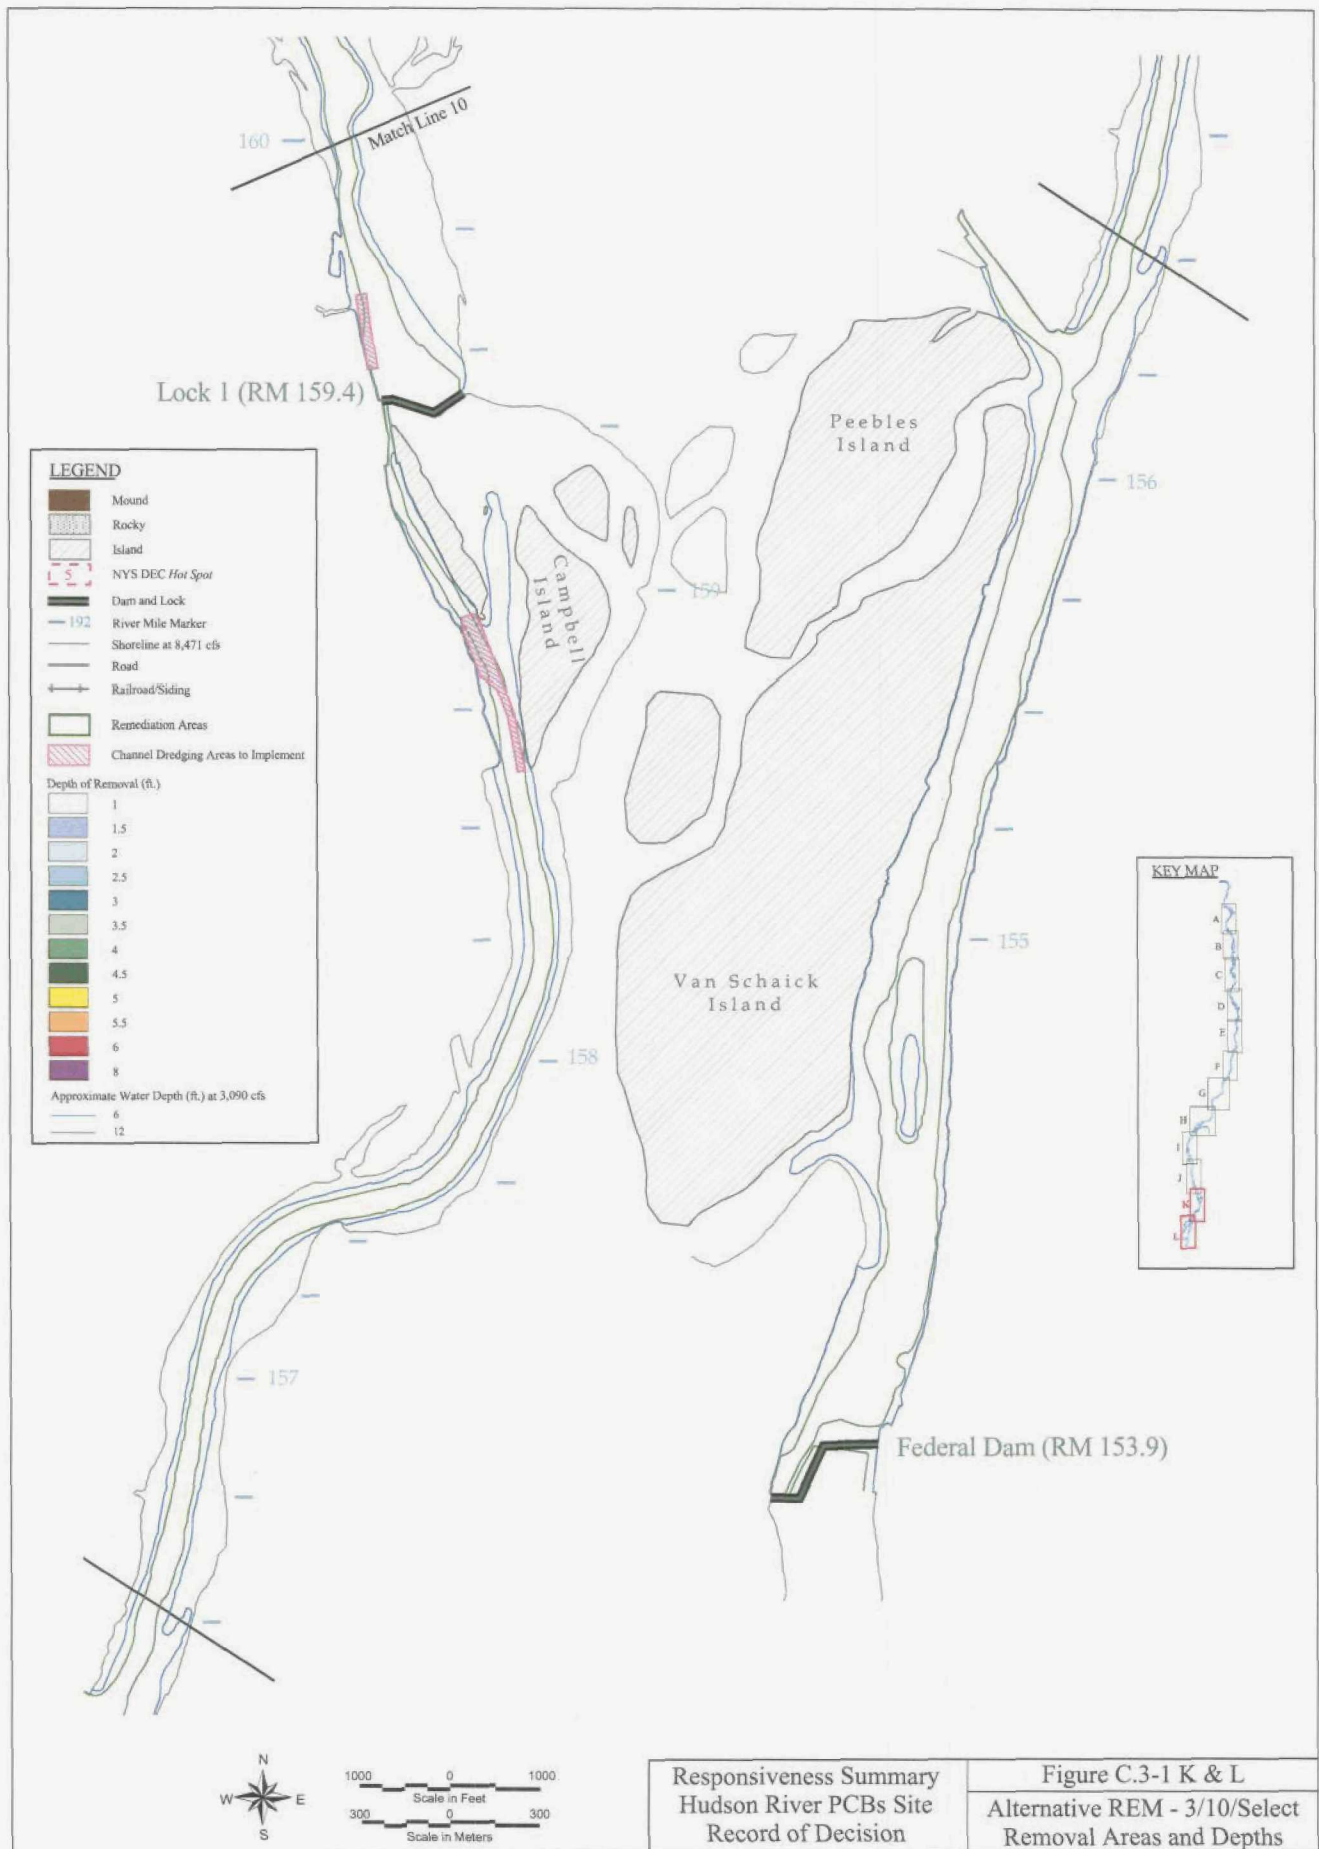 160
Match Line 10
Lock 1 (RM 159.4)
Peebles
Island
156
Campbell
Island
159
LEGEND
Mound
Rocky
Island
5 NYS DEC Hot Spot
Dam and Lock
192 River Mile Marker
Shoreline at 8,471 cfs
Road
Railroad/Siding
Remediation Areas
Channel Dredging Areas to Implement
Depth of Removal (ft.)
1
1.5
2
2.5
3
3.5
4
4.5
5
5.5
6
8
Approximate Water Depth (ft.) at 3,090 cfs
6
12
KEY MAP
A
B
C
D
E
F
G
H
I
J
K
L
155
Van Schaick
Island
158
157
Federal Dam (RM 153.9)
N
W E
S
1000 0 1000
Scale in Feet
300 0 300
Scale in Meters
Responsiveness Summary
Hudson River PCBs Site
Record of Decision
Figure C.3-1 K & L
Alternative REM - 3/10/Select
Removal Areas and Depths